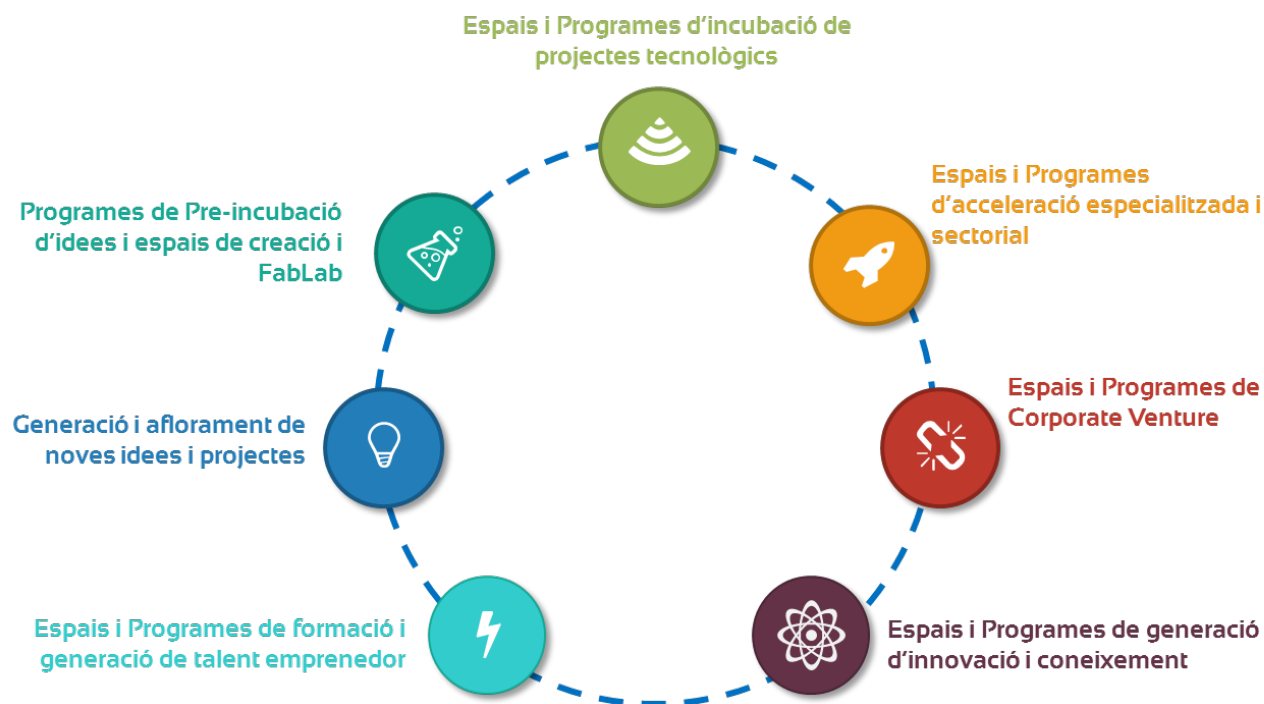 Espais i Programes d'incubació de
projectes tecnològics
Espais i Programes
d'acceleració especialitzada i
sectorial
Programes de Pre-incubació
d'idees i espais de creació i
FabLab
Espais i Programes de
Corporate Venture
Generació i aflorament de
noves idees i projectes
Espais i Programes de formació i
generació de talent emprenedor
Espais i Programes de generació
d'innovació i coneixement